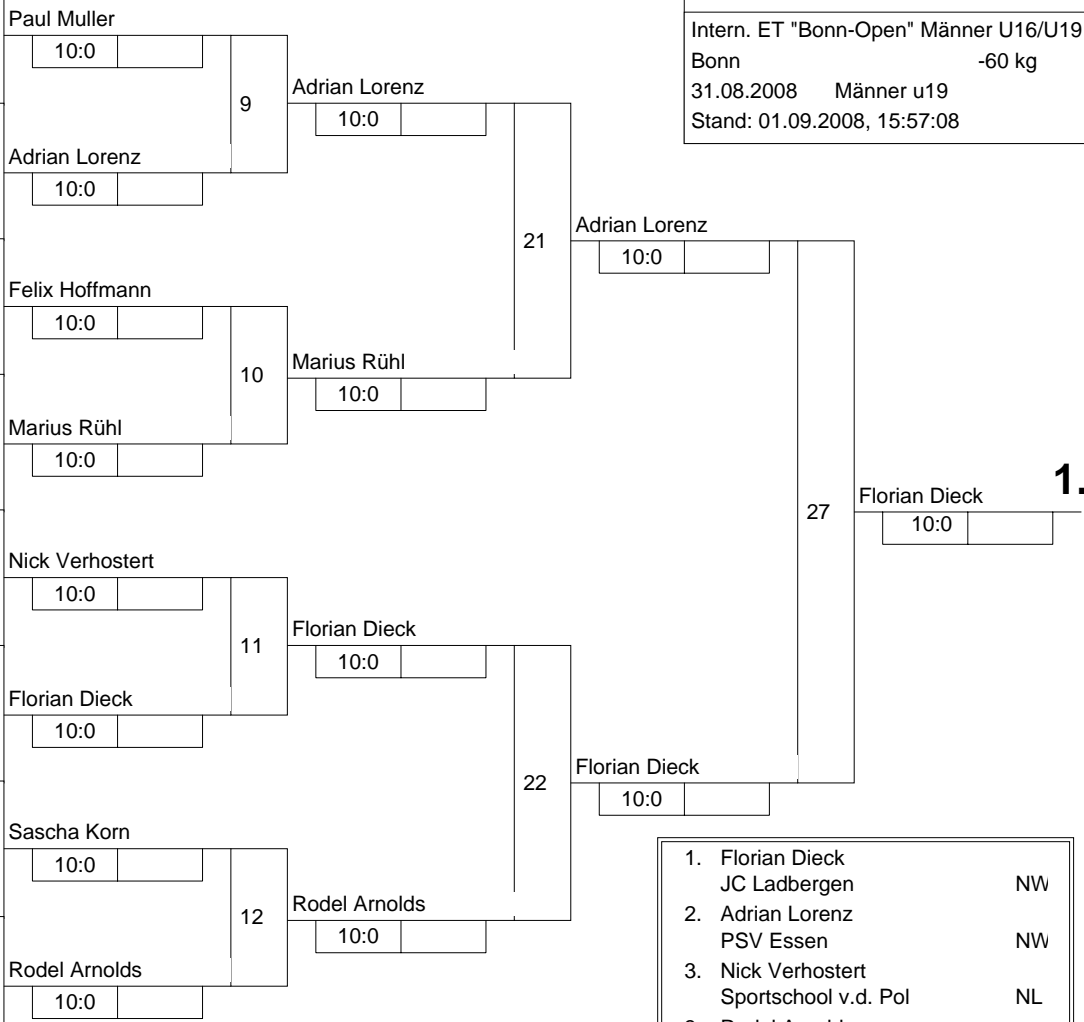 Paul Muller
10:0
Intern. ET "Bonn-Open" Männer U16/U19
Bonn -60 kg
31.08.2008 Männer u19
Stand: 01.09.2008, 15:57:08
9
Adrian Lorenz
10:0
Adrian Lorenz
10:0
21
Adrian Lorenz
10:0
Felix Hoffmann
10:0
10
Marius Rühl
10:0
Marius Rühl
10:0
27
Florian Dieck 1.
10:0
Nick Verhostert
10:0
11
Florian Dieck
10:0
Florian Dieck
10:0
22
Florian Dieck
10:0
Sascha Korn
10:0
12
Rodel Arnolds
10:0
Rodel Arnolds
10:0
1. Florian Dieck
JC Ladbergen NW
2. Adrian Lorenz
PSV Essen NW
3. Nick Verhostert
Sportschool v.d. Pol NL